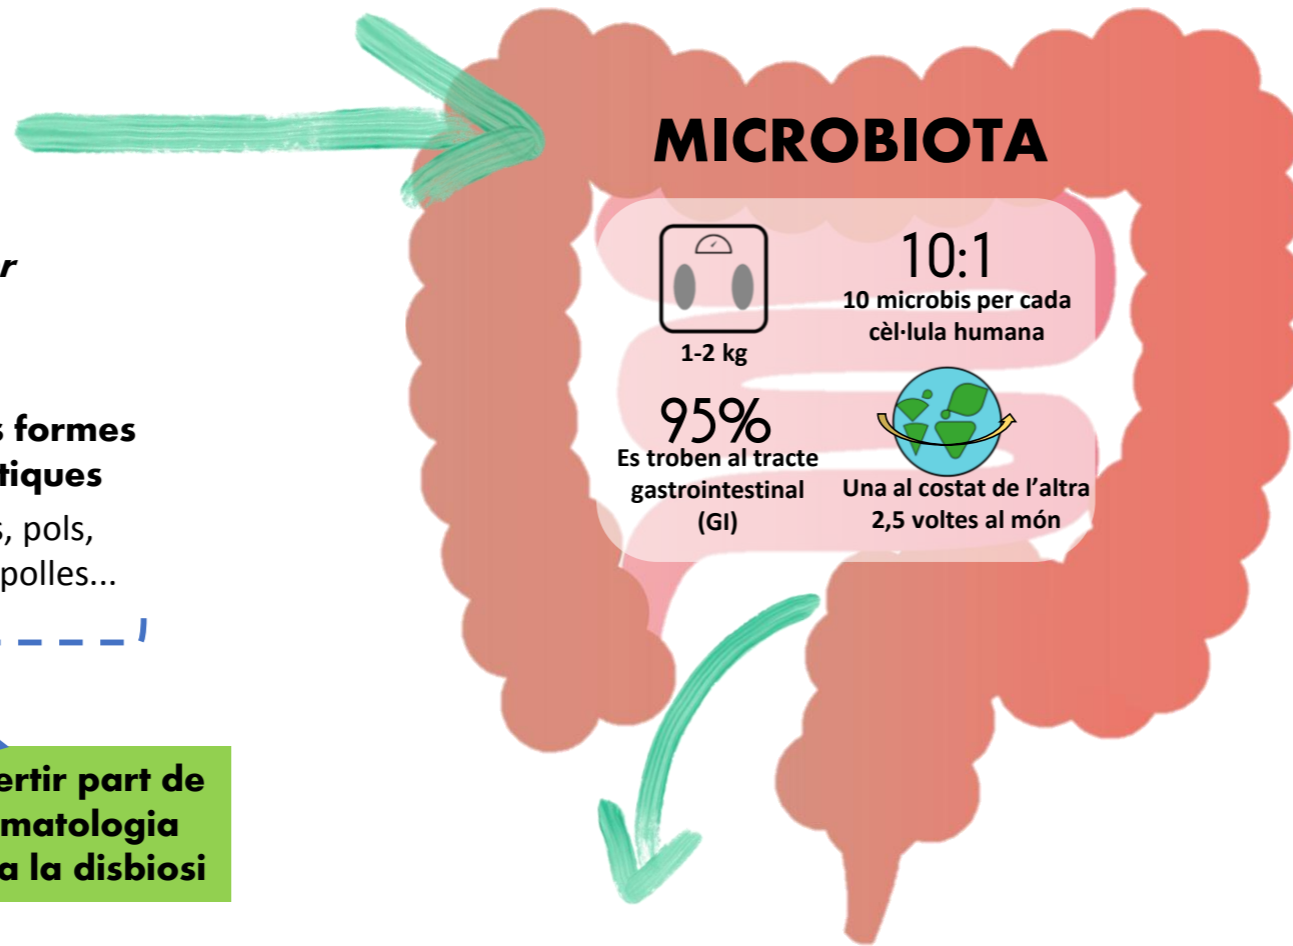 MICROBIOTA
1-2 kg
10:1
10 microbis per cada
cèl·lula humana
95%
Es troben al tracte
gastrointestinal
(GI)
Una al costat de l'altra
2,5 voltes al món
r
s formes
tiques
s, pols,
polles...
ertir part de
matologia
a la disbiosi